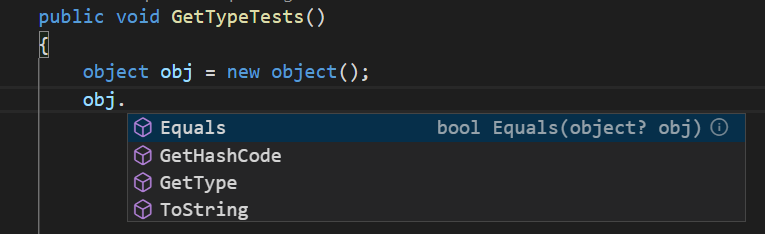 public void GetTypeTests()
{
object obj = new object();
obj.
Equals bool Equals(object? obj)
GetHashCode
GetType
ToString